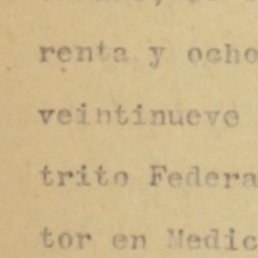 renta y ocho
veintinueve
trito Federa
tor en Medic